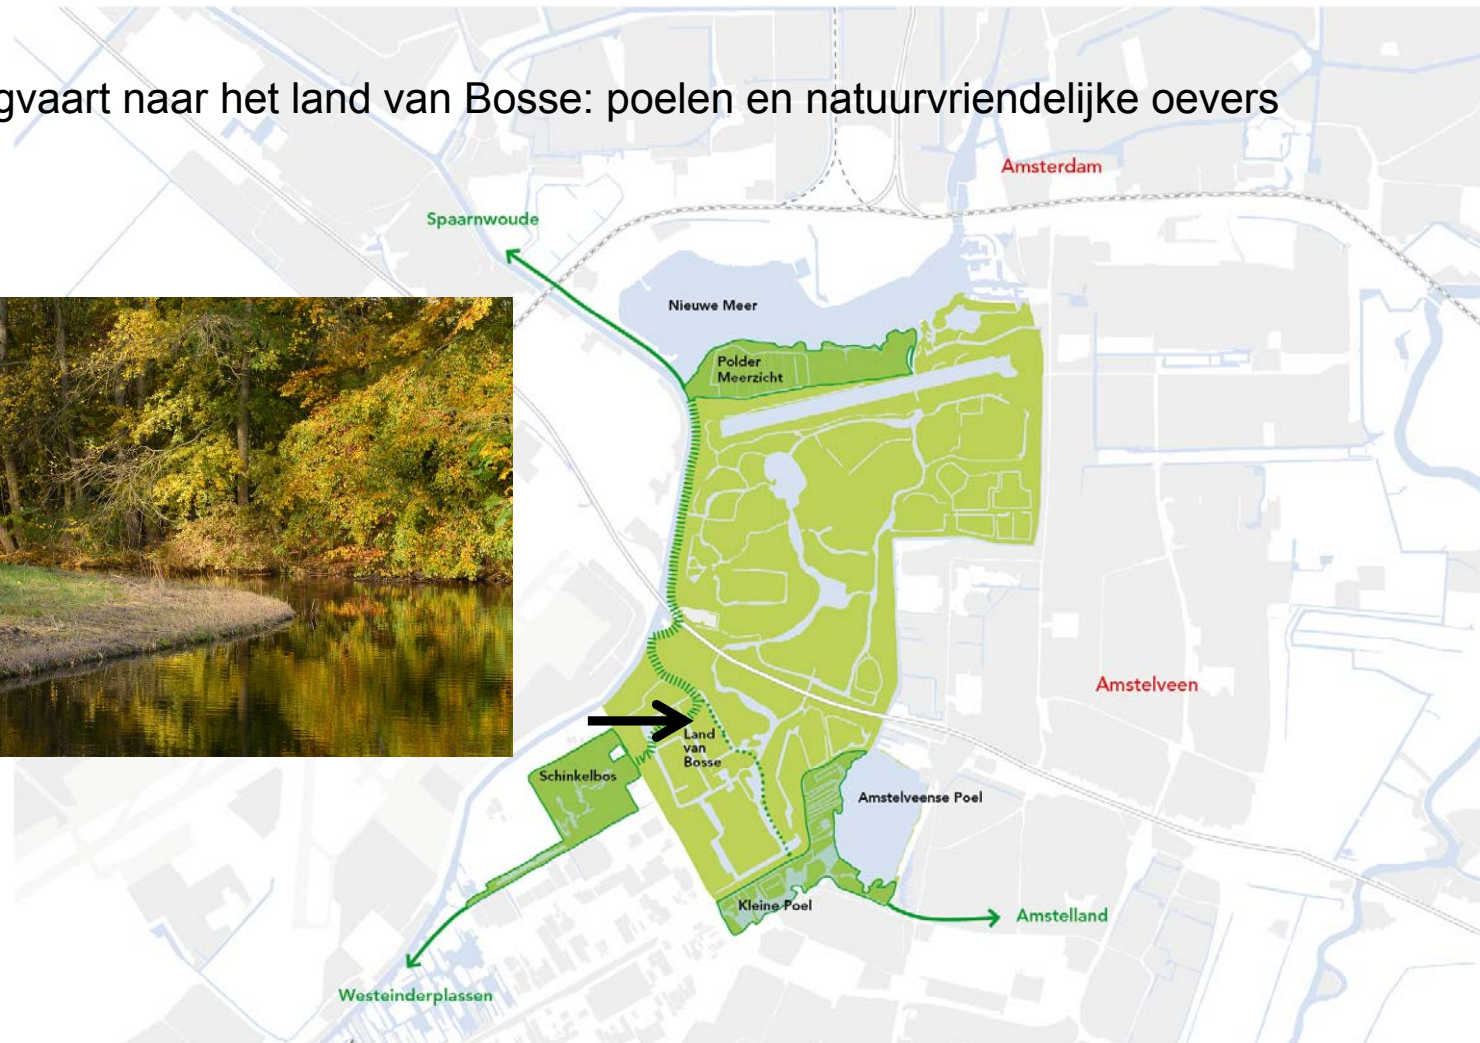 gvaart naar het land van Bosse: poelen en natuurvriendelijke oevers
Amsterdam
Spaarnwoude
Nieuwe Meer
Polder
Meerzicht
Amstelveen
Land
van
Bosse
Schinkelbos
Amstelveense Poel
Kleine Poel
Amstelland
Westeinderplassen